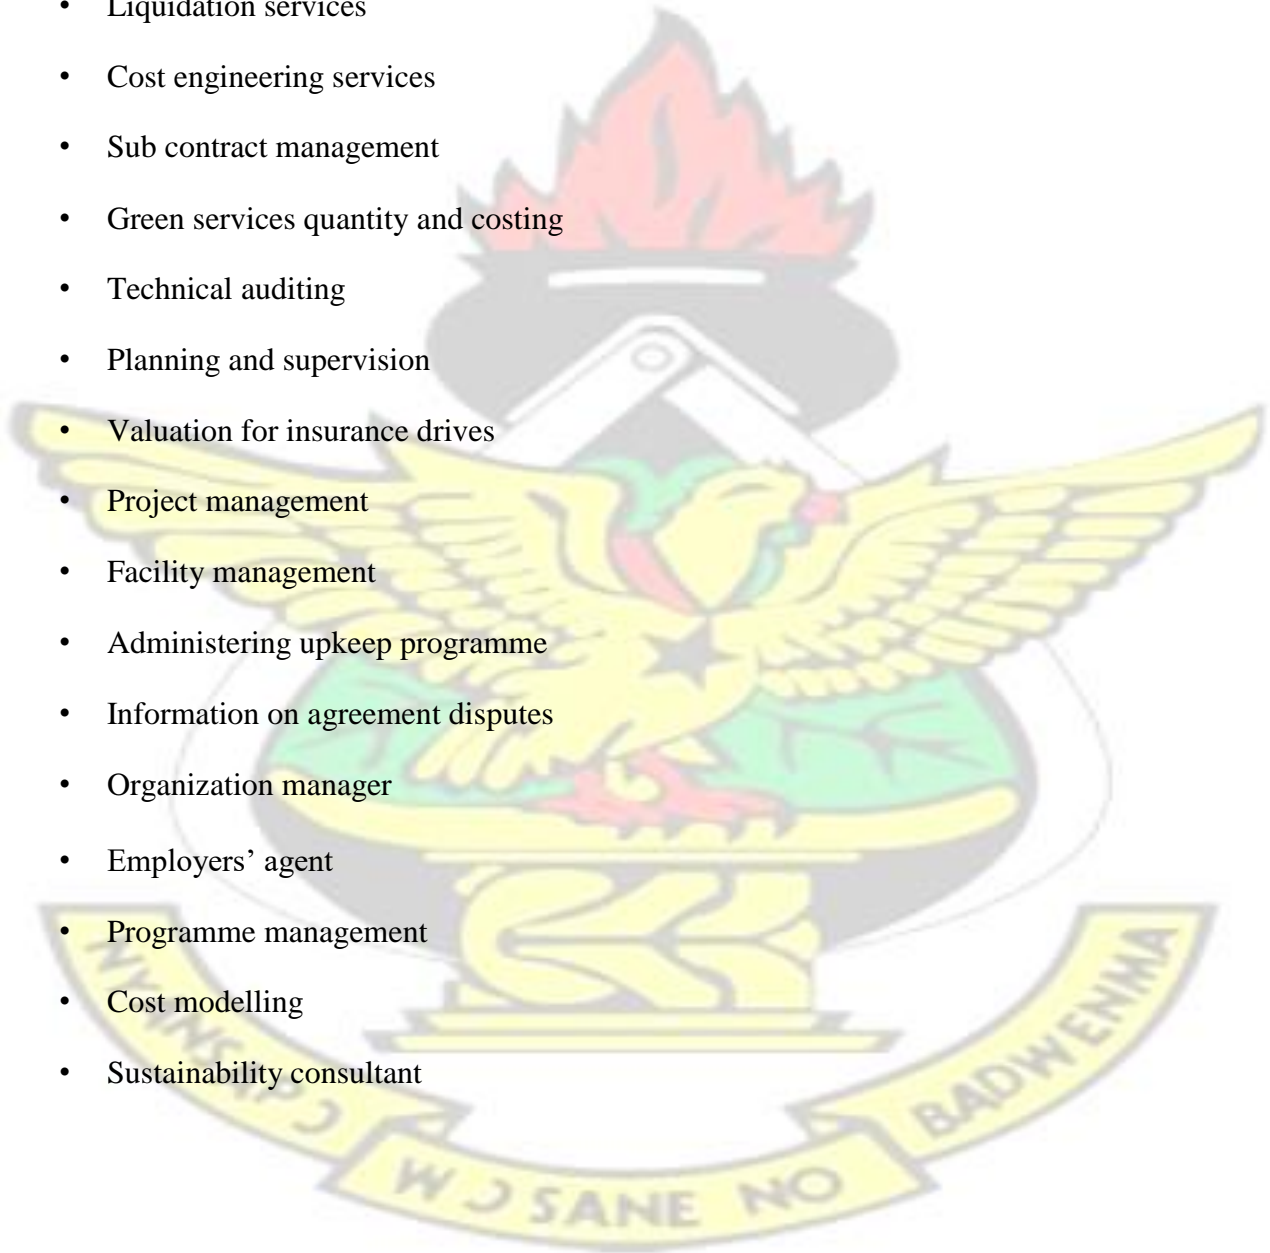 • Liquidation services
• Cost engineering services
• Sub contract management
• Green services quantity and costing
• Technical auditing
• Planning and supervision
• Valuation for insurance drives
• Project management
• Facility management
• Administering upkeep programme
• Information on agreement disputes
• Organization manager
• Employers’ agent
• Programme management
• Cost modelling
• Sustainability consultant
NYANSAPƆ
WƆSANE NO
BADWENMA